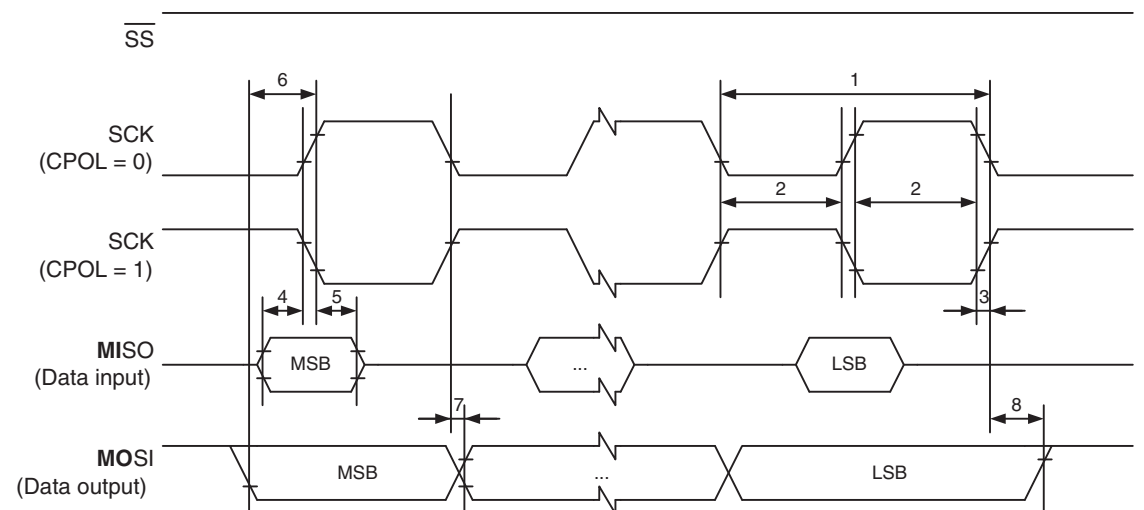 SS
6
1
SCK
(CPOL = 0)
2
2
SCK
(CPOL = 1)
4
5
3
MISO
(Data input)
MSB
...
LSB
7
8
MOSI
(Data output)
MSB
...
LSB